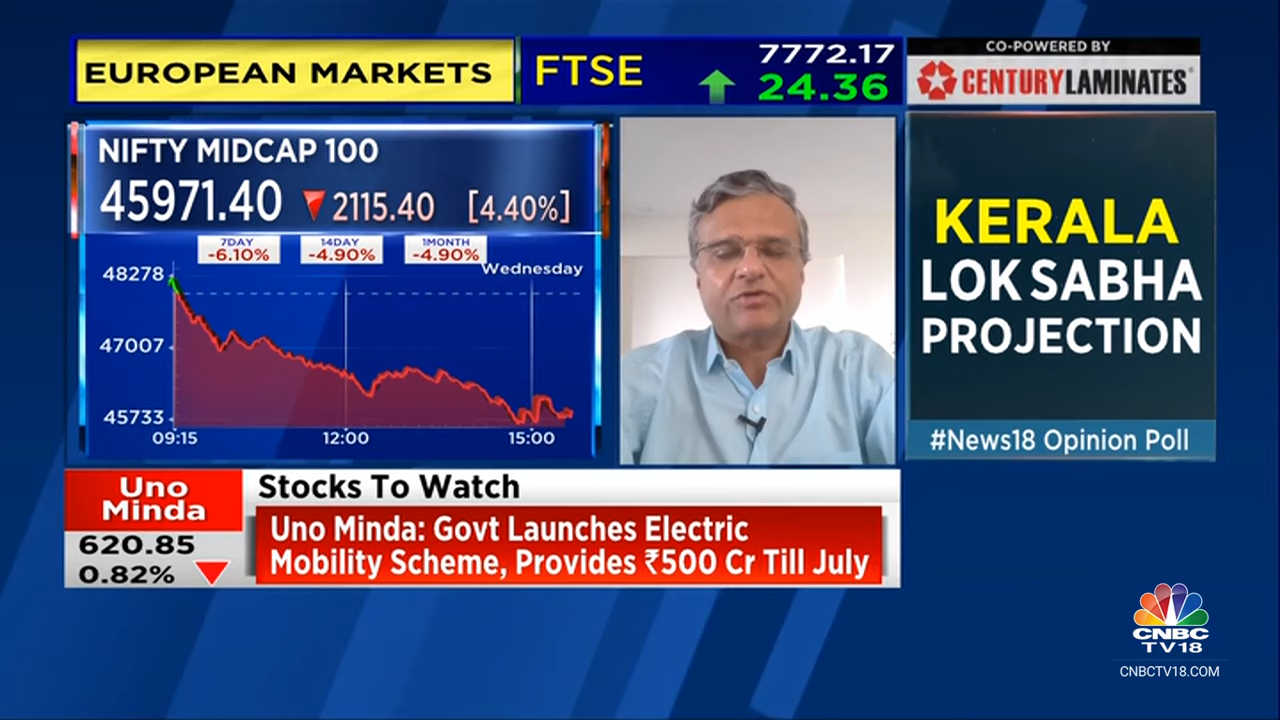 EUROPEAN MARKETS
FTSE
7772.17
24.36
CO-POWERED BY
CENTURYLAMINATES®
NIFTY MIDCAP 100
45971.40 ▼2115.40 [4.40%]
7DAY
-6.10%
14DAY
-4.90%
1MONTH
-4.90%
Wednesday
48278
47007
45733
09:15 12:00 15:00
KERALA
LOK SABHA
PROJECTION
#News18 Opinion Poll
Uno
Minda
620.85
0.82%
Stocks To Watch
Uno Minda: Govt Launches Electric
Mobility Scheme, Provides ₹500 Cr Till July
CNBC
TV18
CNBCTV18.COM